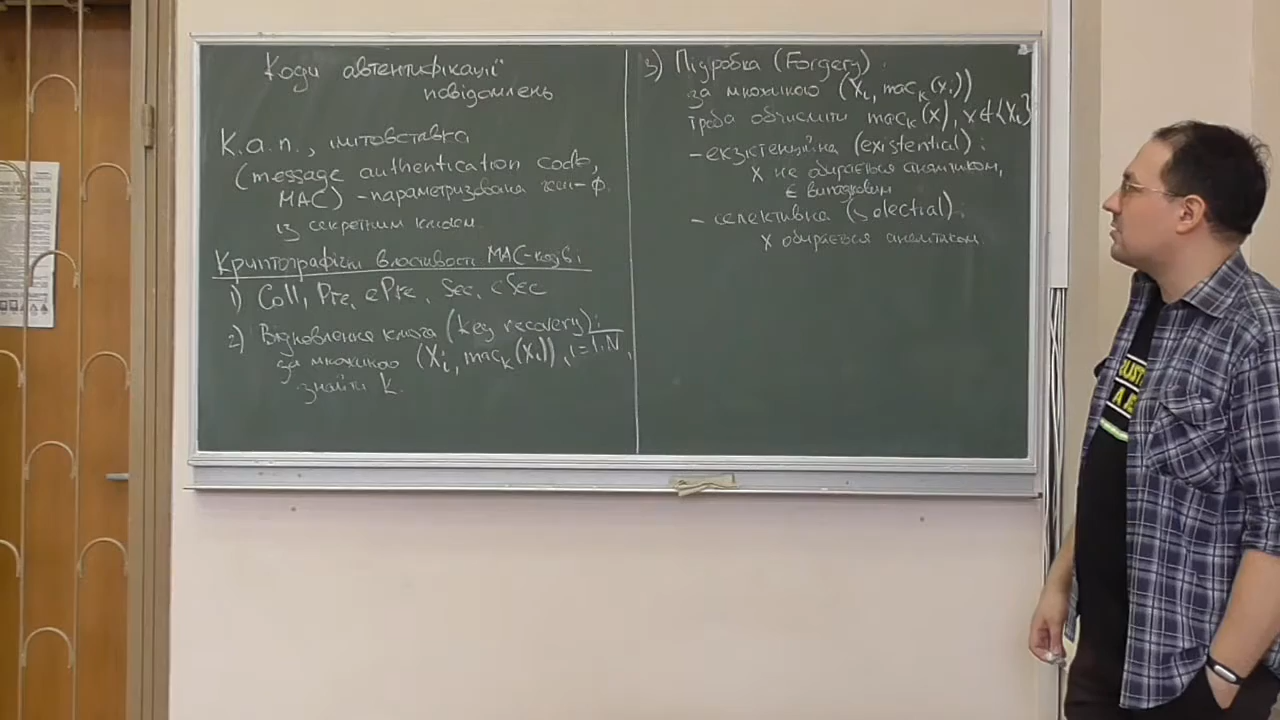 Коди автентифікації
повідомлень
К.а.п., імітовставка
(message authentication code,
MAC) – параметризована геш-ф.
із секретним ключем.
Криптографічні властивості MAC-кодів:
1) Coll, Pre, ePre, Sec, eSec
2) Відновлення ключа (key recovery):
за множиною (Xi, mack(Xi)), i=1,N,
знайти k.
3) Підробка (Forgery):
за множиною (Xi, mack(Xi))
треба обчислити mack(x), x∉{Xi}
– екзистенційна (existential):
x не обирається аналітиком,
є випадковим
– селективна (selectial):
x обирається аналітиком.